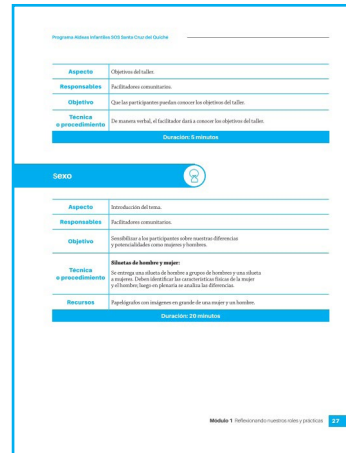 Programa Aldeas Infantiles SOS Santa Cruz del Quiche
Aspecto
Objetivos del taller.
Responsables
Facilitadores comunitarios.
Objetivo
Que las participantes puedan conocer los objetivos del taller.
Técnica
o procedimiento
De manera verbal, el facilitador dará a conocer los objetivos del taller.
Duración: 5 minutos
Sexo
Aspecto
Introducción del tema.
Responsables
Facilitadores comunitarios.
Objetivo
Sensibilizar a los participantes sobre nuestras diferencias
y potencialidades como mujeres y hombres.
Técnica
o procedimiento
Siluetas de hombre y mujer:
Se entrega una silueta de hombre a grupos de hombres y una silueta
a mujeres. Deben identificar las características físicas de la mujer
y el hombre; luego en plenaria se analiza las diferencias.
Recursos
Papelógrafos con imágenes en grande de una mujer y un hombre.
Duración: 20 minutos
Módulo 1 Reflexionando nuestros roles y prácticas 27